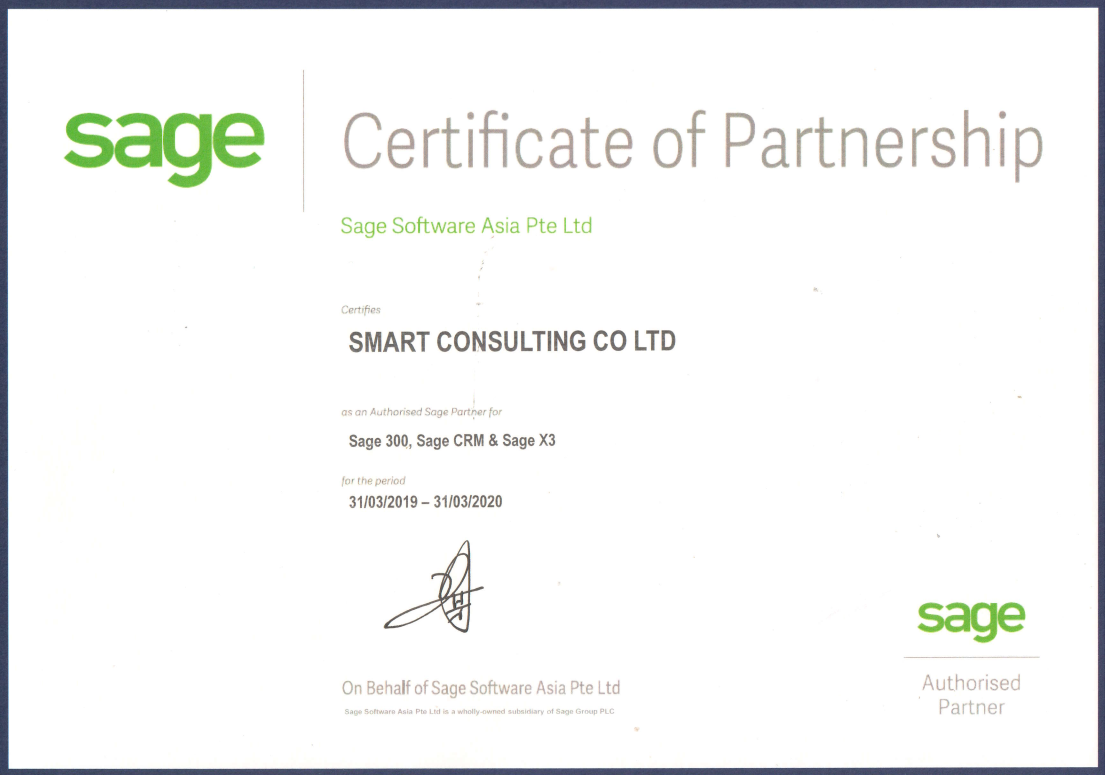 sage
Certificate of Partnership
Sage Software Asia Pte Ltd
Certifies
SMART CONSULTING CO LTD
as an Authorised Sage Partner for
Sage 300, Sage CRM & Sage X3
for the period
31/03/2019 – 31/03/2020
On Behalf of Sage Software Asia Pte Ltd
Sage Software Asia Pte Ltd is a wholly-owned subsidiary of Sage Group PLC
sage
Authorised
Partner